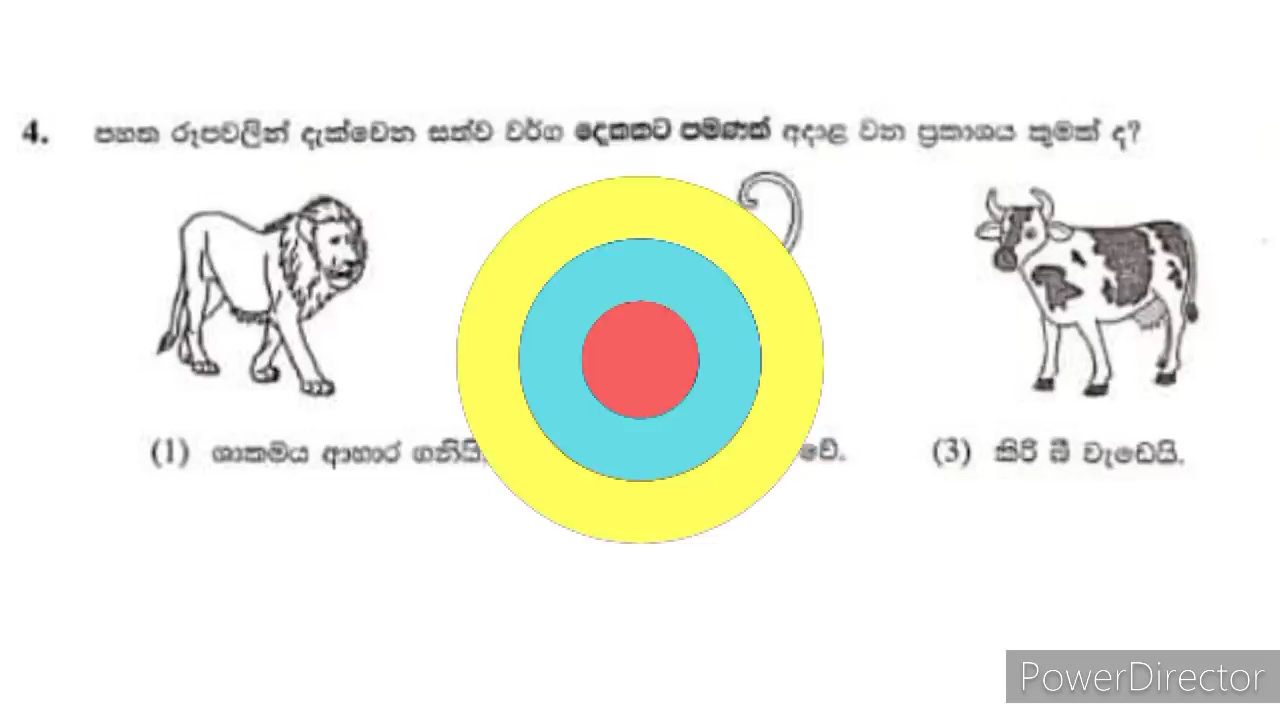 4. පහත රූපවලින් දැක්වෙන සත්ව වර්ග දෙකකට පමණක් අදාළ වන ප්‍රකාශය කුමක් ද?
(1) ශාකමය ආහාර ගනියි. වේ. (3) කිරි බී වැඩෙයි.
PowerDirector